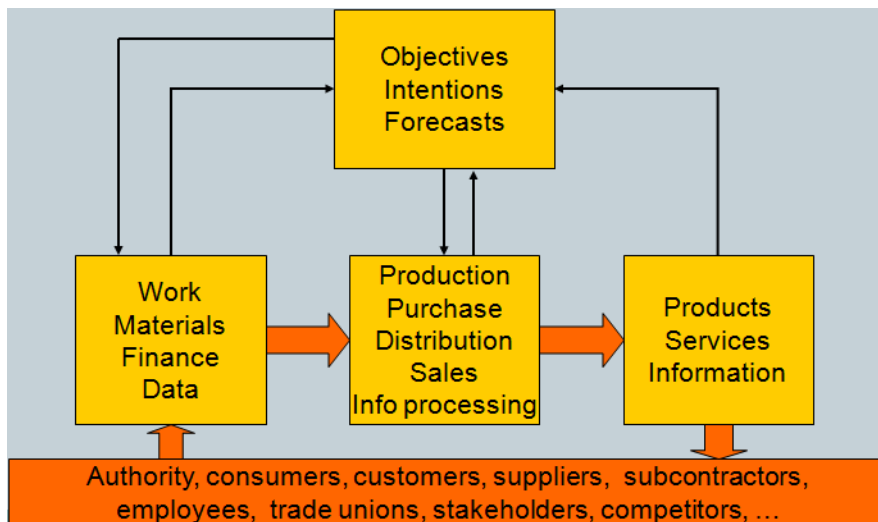 Objectives
Intentions
Forecasts
Work
Materials
Finance
Data
Production
Purchase
Distribution
Sales
Info processing
Products
Services
Information
Authority, consumers, customers, suppliers, subcontractors,
employees, trade unions, stakeholders, competitors, ...